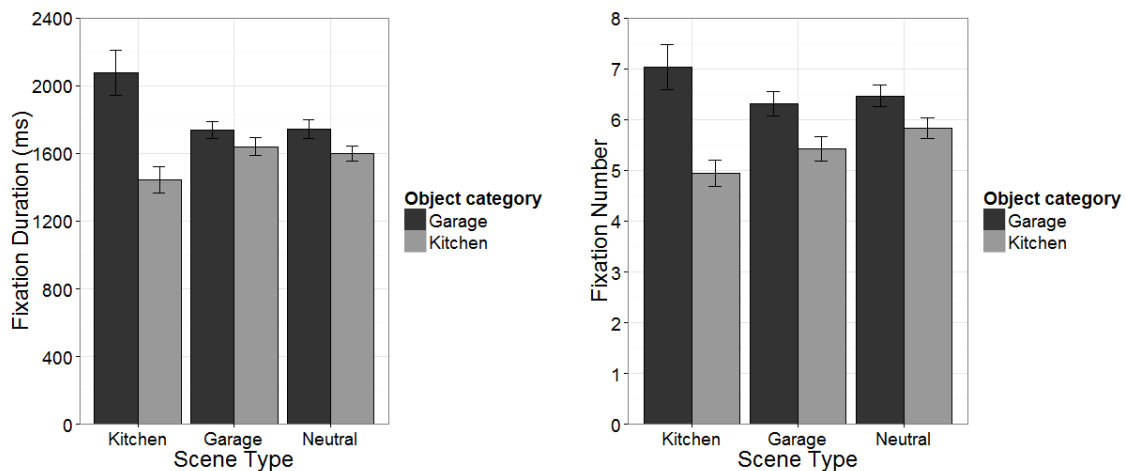 Fixation Duration (ms)
2400
2000
1600
1200
800
400
0
Kitchen Garage Neutral
Scene Type
Object category
Garage
Kitchen
Fixation Number
8
7
6
5
4
3
2
1
0
Kitchen Garage Neutral
Scene Type
Object category
Garage
Kitchen